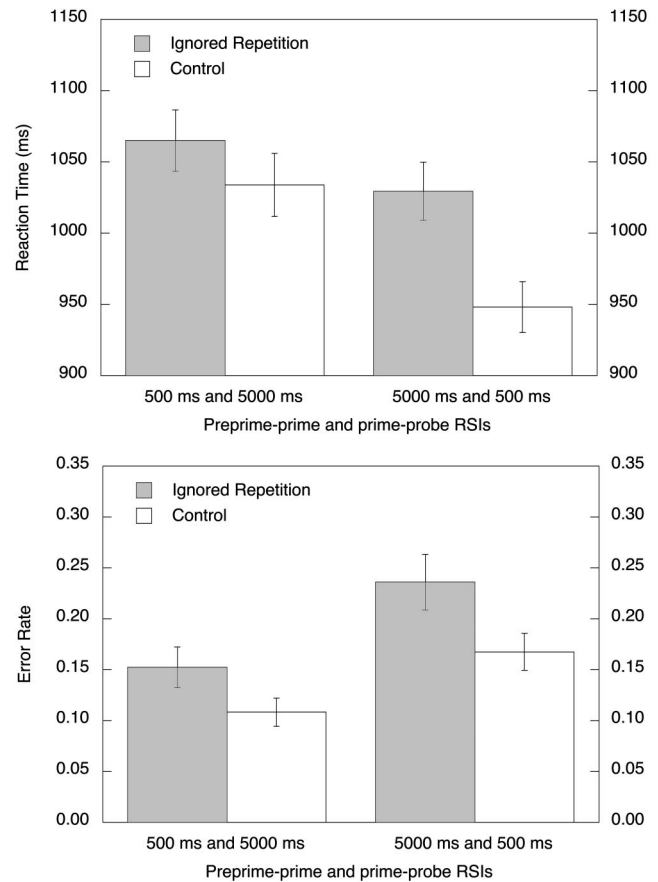 1150 1150
Ignored Repetition
1100 Control 1100
1050 1050
Reaction Time (ms)
1000 1000
950 950
900 900
500 ms and 5000 ms 5000 ms and 500 ms
Preprime-prime and prime-probe RSIs
0.35 0.35
Ignored Repetition
0.30 Control 0.30
0.25 0.25
0.20 0.20
Error Rate
0.15 0.15
0.10 0.10
0.05 0.05
0.00 0.00
500 ms and 5000 ms 5000 ms and 500 ms
Preprime-prime and prime-probe RSIs